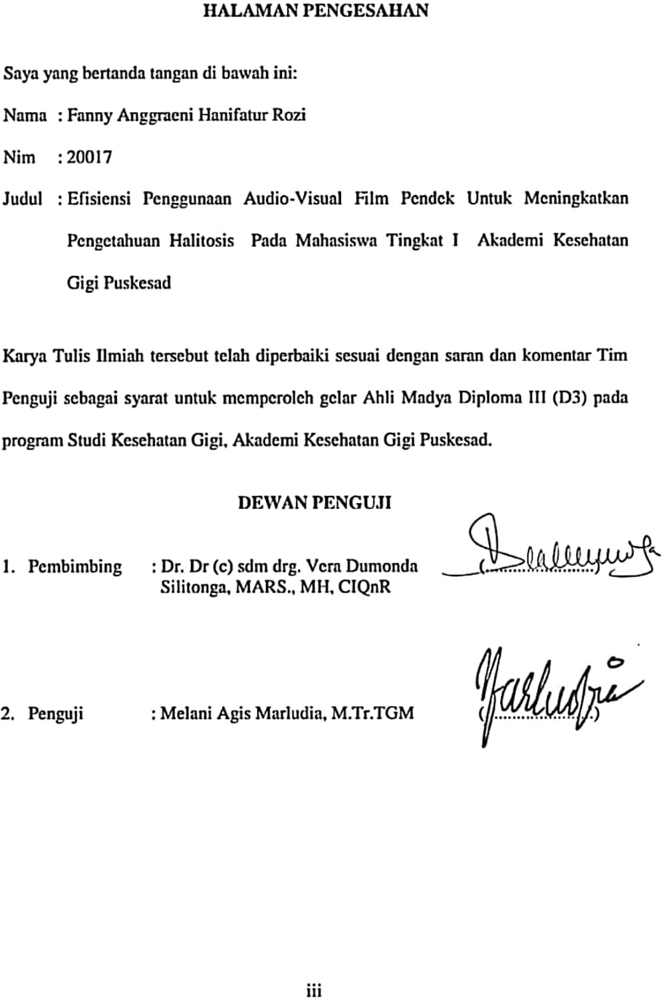 HALAMAN PENGESAHAN
Saya yang bertanda tangan di bawah ini:
Nama : Fanny Anggraeni Hanifatur Rozi
Nim : 20017
Judul : Efisiensi Penggunaan Audio-Visual Film Pendek Untuk Meningkatkan
Pengetahuan Halitosis Pada Mahasiswa Tingkat I Akademi Kesehatan
Gigi Puskesad
Karya Tulis Ilmiah tersebut telah diperbaiki sesuai dengan saran dan komentar Tim
Penguji sebagai syarat untuk memperoleh gelar Ahli Madya Diploma III (D3) pada
program Studi Kesehatan Gigi, Akademi Kesehatan Gigi Puskesad.
DEWAN PENGUJI
1. Pembimbing : Dr. Dr (c) sdm drg. Vera Dumonda (....................)
Silitonga, MARS., MH, CIQnR
2. Penguji : Melani Agis Marludia, M.Tr.TGM (....................)
iii